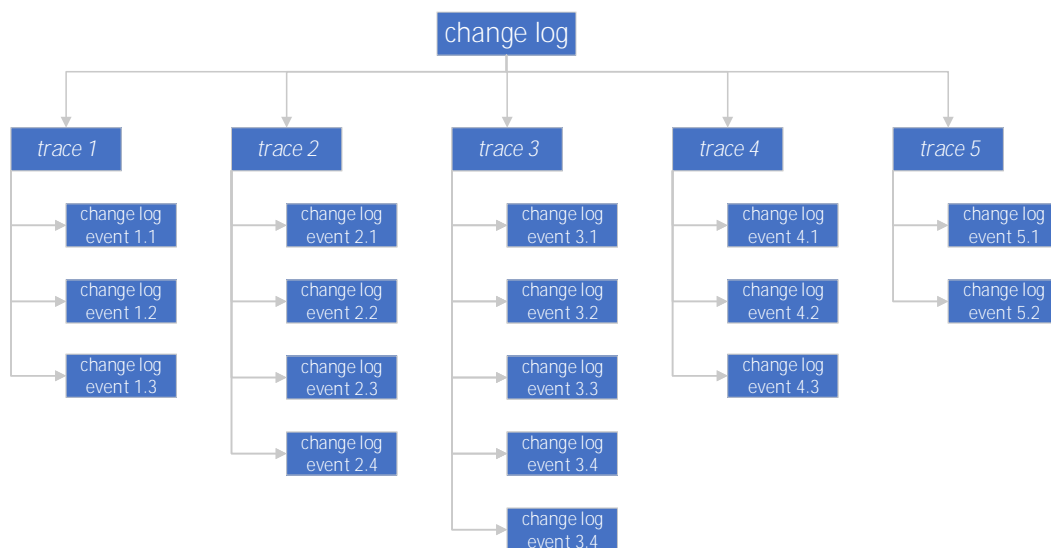 change log
trace 1
trace 2
trace 3
trace 4
trace 5
change log
event 1.1
change log
event 2.1
change log
event 3.1
change log
event 4.1
change log
event 5.1
change log
event 1.2
change log
event 2.2
change log
event 3.2
change log
event 4.2
change log
event 5.2
change log
event 1.3
change log
event 2.3
change log
event 3.3
change log
event 4.3
change log
event 2.4
change log
event 3.4
change log
event 3.4